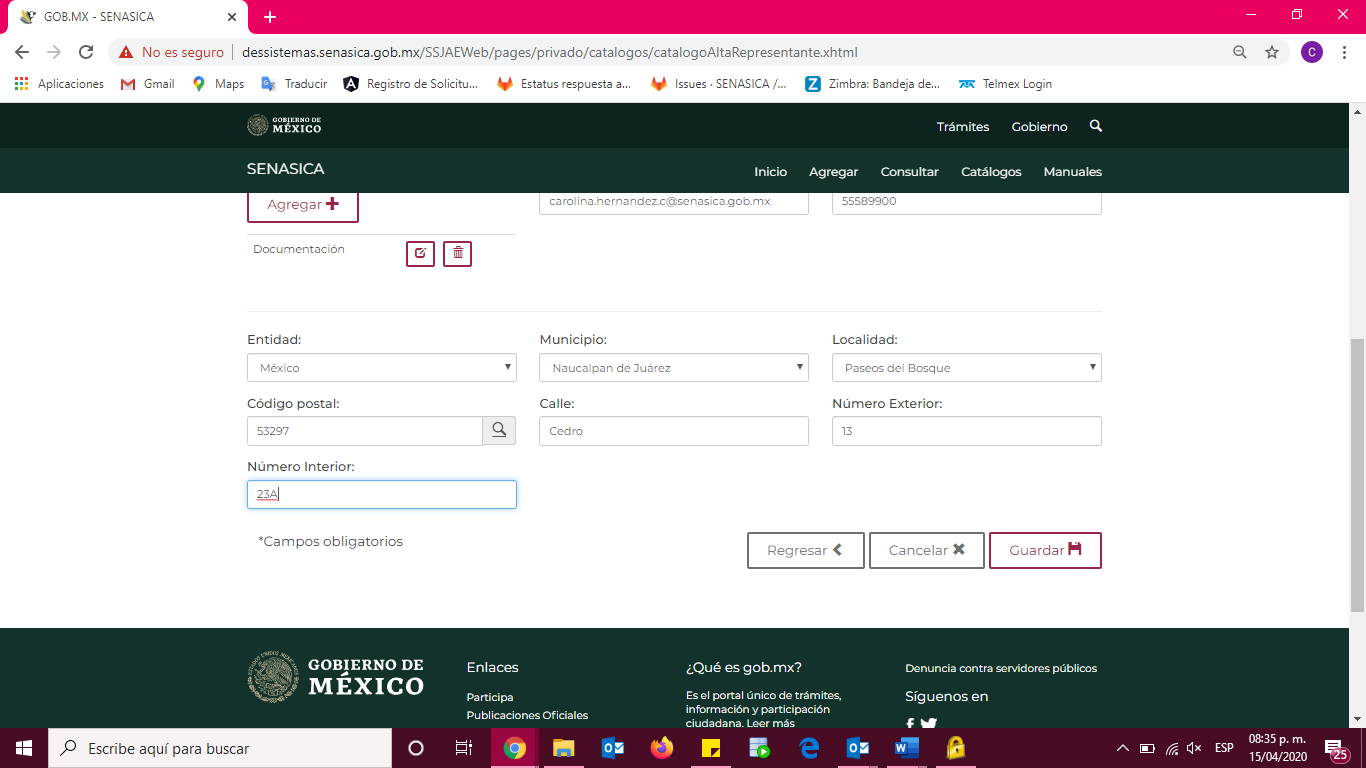 GOB.MX - SENASICA
No es seguro
dessistemas.senasica.gob.mx/SSJAEWeb/pages/privado/catalogos/catalogoAltaRepresentante.xhtml
C
Aplicaciones Gmail Maps Traducir Registro de Solicitu... Estatus respuesta a... Issues · SENASICA /... Zimbra: Bandeja de... Telmex Login
GOBIERNO DE MÉXICO
Trámites Gobierno
SENASICA
Inicio Agregar Consultar Catálogos Manuales
Agregar
carolina.hernandez.c@senasica.gob.mx
55589900
Documentación
Entidad: Municipio: Localidad:
México Naucalpan de Juárez Paseos del Bosque
Código postal: Calle: Número Exterior:
53297 Cedro 13
Número Interior:
23A
*Campos obligatorios
Regresar Cancelar Guardar
GOBIERNO DE
MÉXICO
Enlaces
Participa
Publicaciones Oficiales
¿Qué es gob.mx?
Es el portal único de trámites,
información y participación
ciudadana. Leer más
Denuncia contra servidores públicos
Síguenos en
Escribe aquí para buscar
ESP
08:35 p. m.
15/04/2020
25